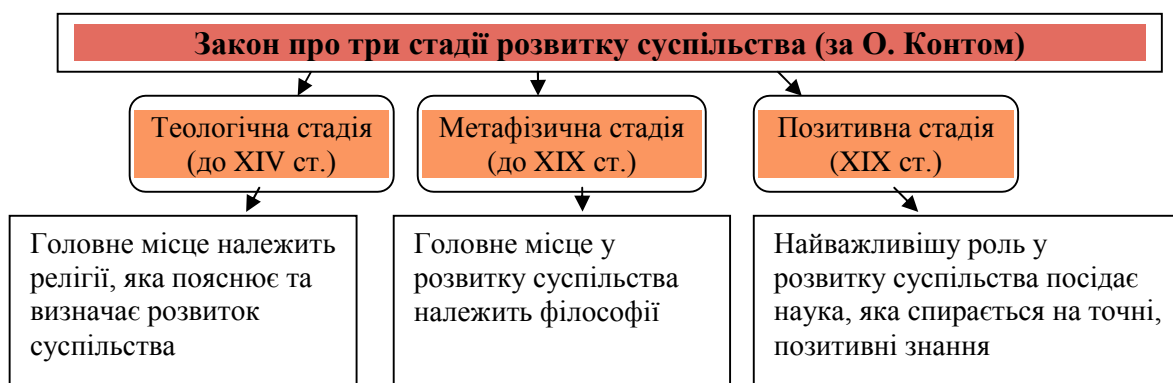 Закон про три стадії розвитку суспільства (за О. Контом)
Теологічна стадія
(до XIV ст.)
Метафізична стадія
(до XIX ст.)
Позитивна стадія
(XIX ст.)
Головне місце належить
релігії, яка пояснює та
визначає розвиток
суспільства
Головне місце у
розвитку суспільства
належить філософії
Найважливішу роль у
розвитку суспільства посідає
наука, яка спирається на точні,
позитивні знання